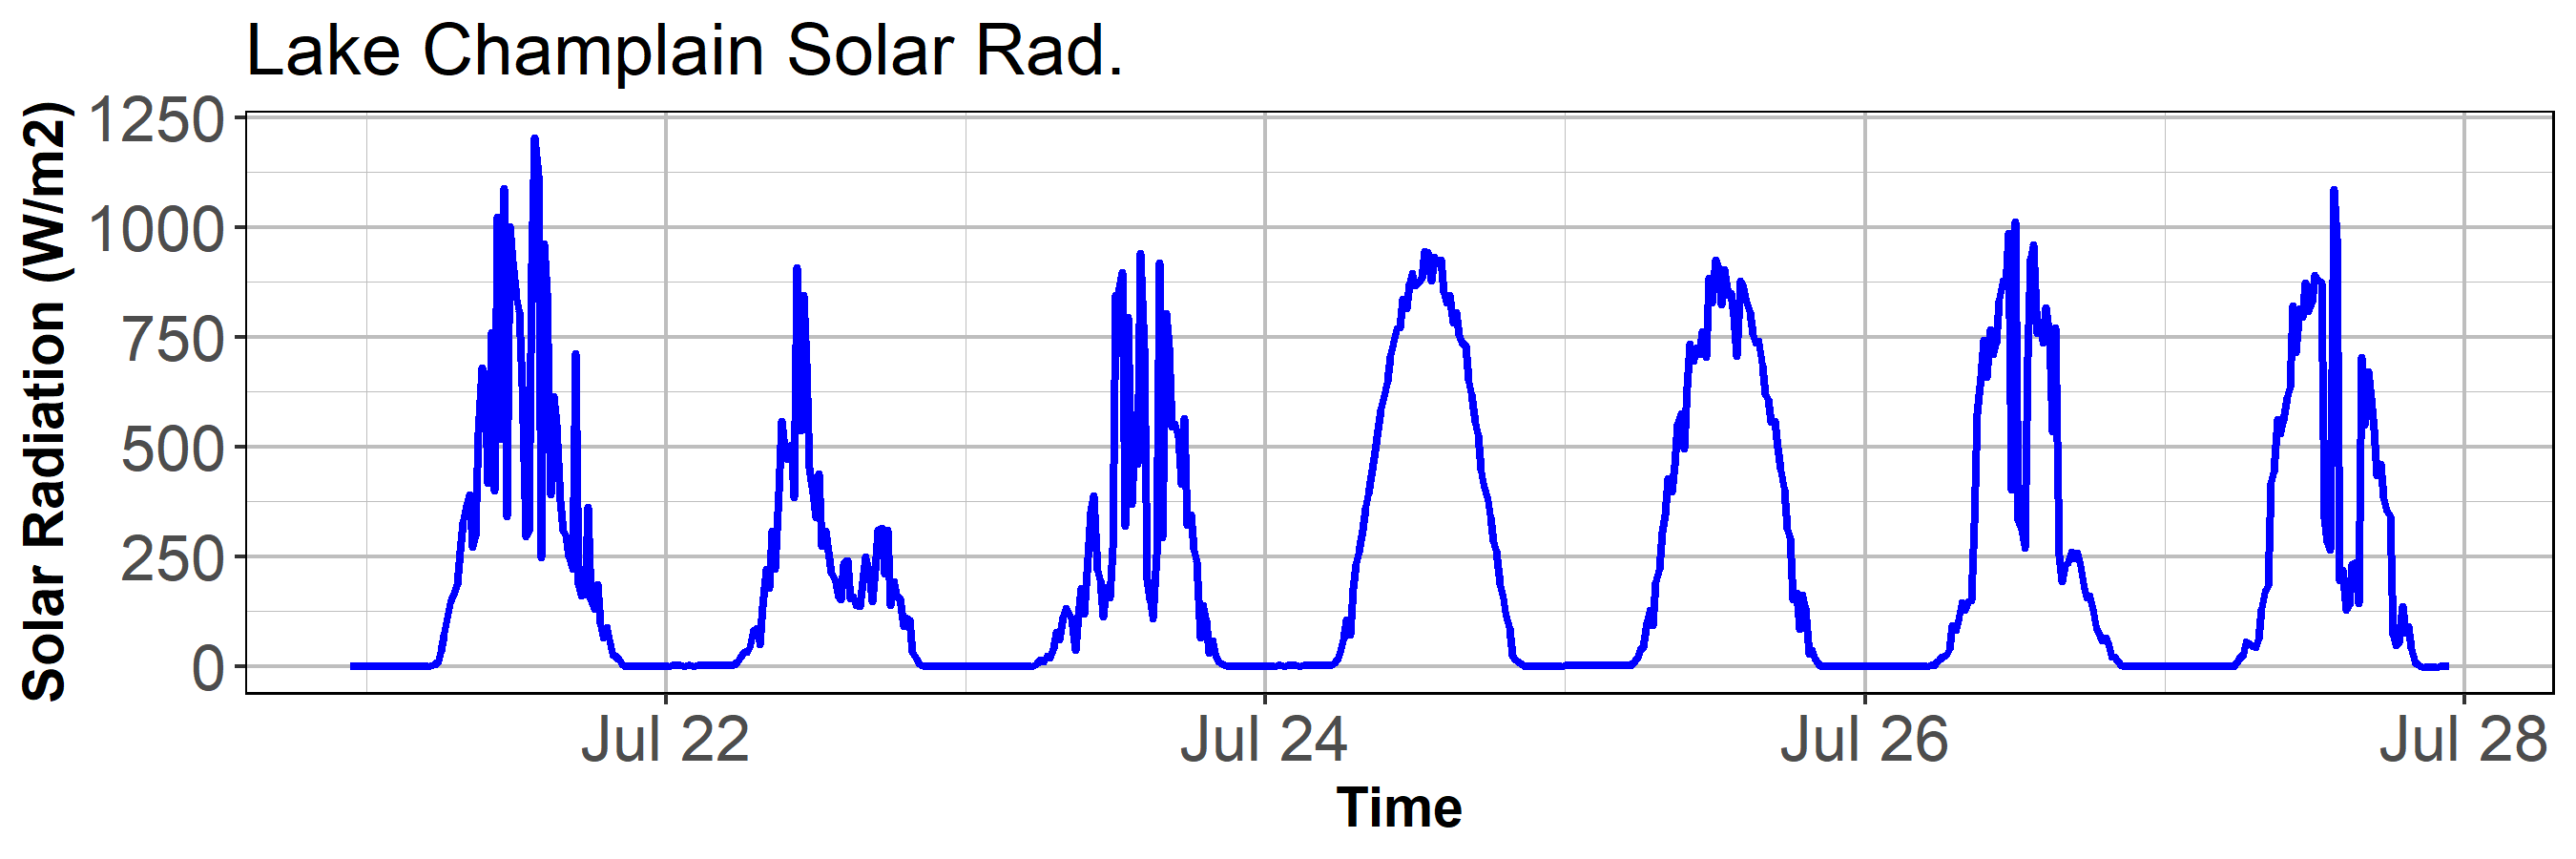 Lake Champlain Solar Rad.
Solar Radiation (W/m2)
1250
1000
750
500
250
0
Jul 22
Jul 24
Jul 26
Jul 28
Time